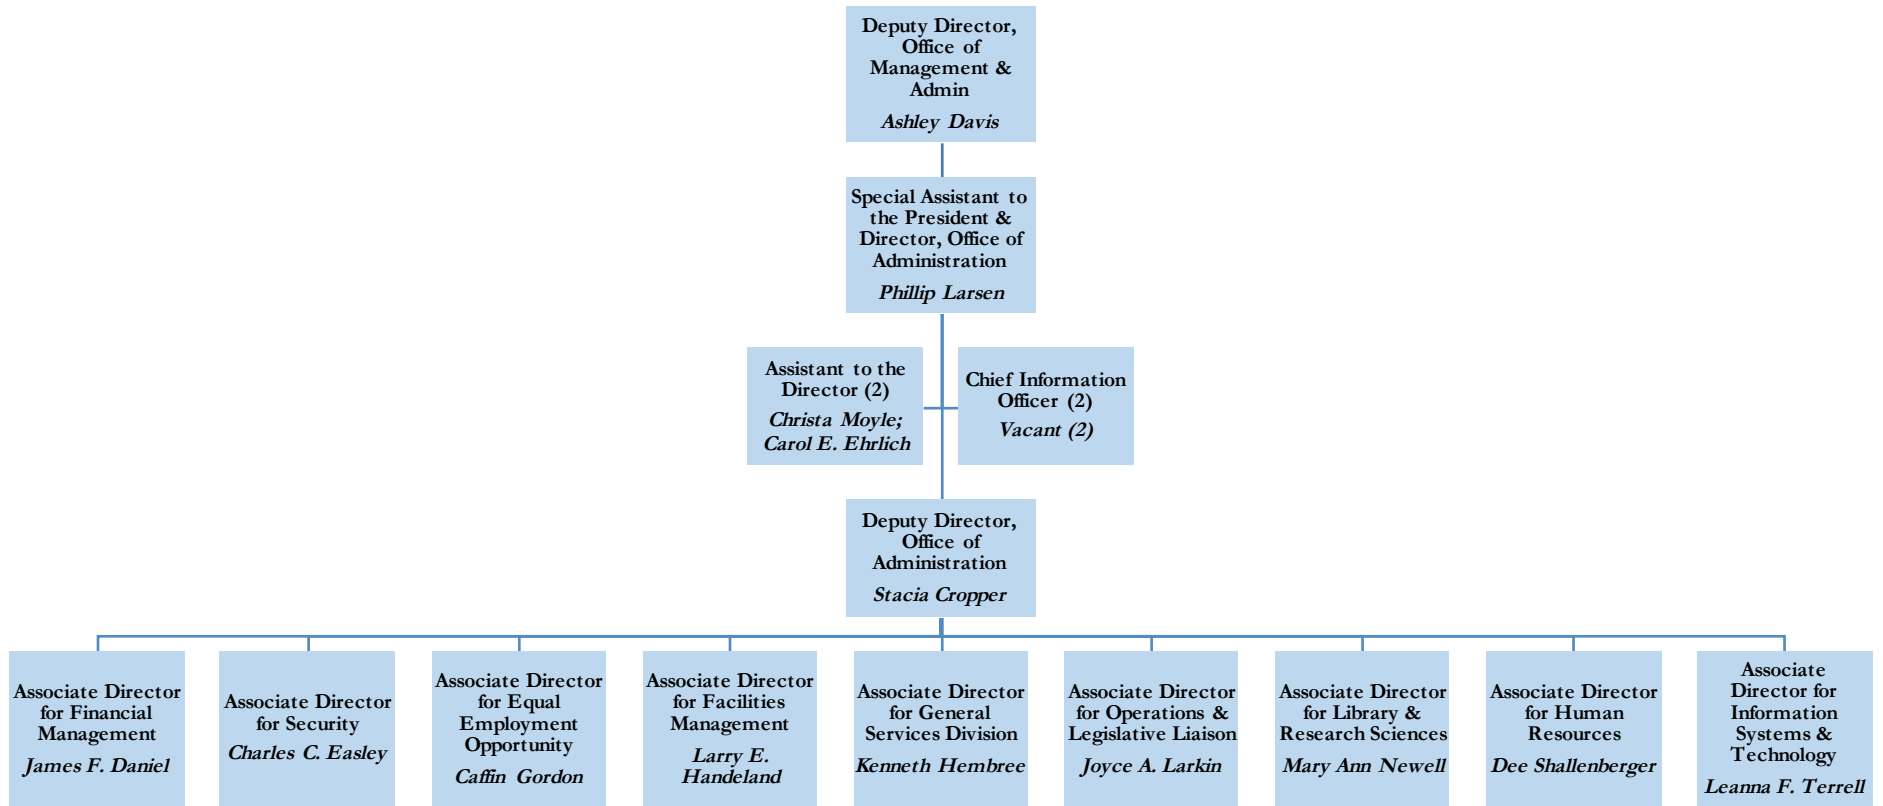 Deputy Director,
Office of
Management &
Admin
Ashley Davis
Special Assistant to
the President &
Director, Office of
Administration
Phillip Larsen
Assistant to the
Director (2)
Christa Moyle;
Carol E. Ehrlich
Chief Information
Officer (2)
Vacant (2)
Deputy Director,
Office of
Administration
Stacia Cropper
Associate Director
for Financial
Management
James F. Daniel
Associate Director
for Security
Charles C. Easley
Associate Director
for Equal
Employment
Opportunity
Caffin Gordon
Associate Director
for Facilities
Management
Larry E.
Handeland
Associate Director
for General
Services Division
Kenneth Hembree
Associate Director
for Operations &
Legislative Liaison
Joyce A. Larkin
Associate Director
for Library &
Research Sciences
Mary Ann Newell
Associate Director
for Human
Resources
Dee Shallenberger
Associate
Director for
Information
Systems &
Technology
Leanna F. Terrell